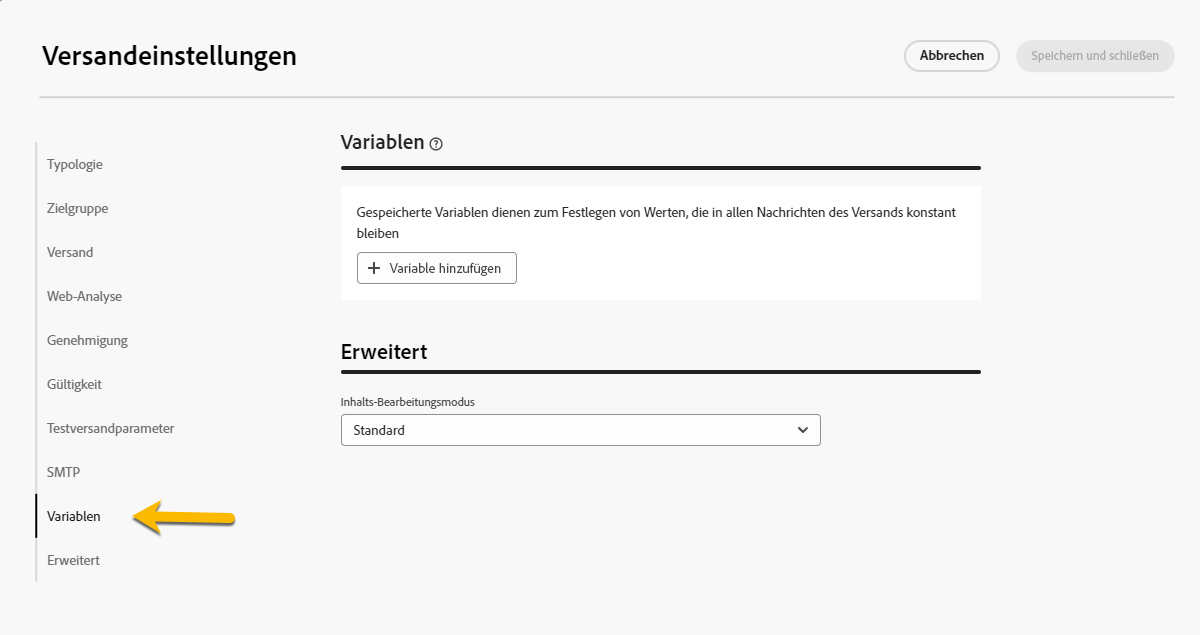 Versandeinstellungen
Abbrechen
Speichern und schließen
Typologie
Zielgruppe
Versand
Web-Analyse
Genehmigung
Gültigkeit
Testversandparameter
SMTP
Variablen
Erweitert
Variablen
Gespeicherte Variablen dienen zum Festlegen von Werten, die in allen Nachrichten des Versands konstant
bleiben
Variable hinzufügen
Erweitert
Inhalts-Bearbeitungsmodus
Standard